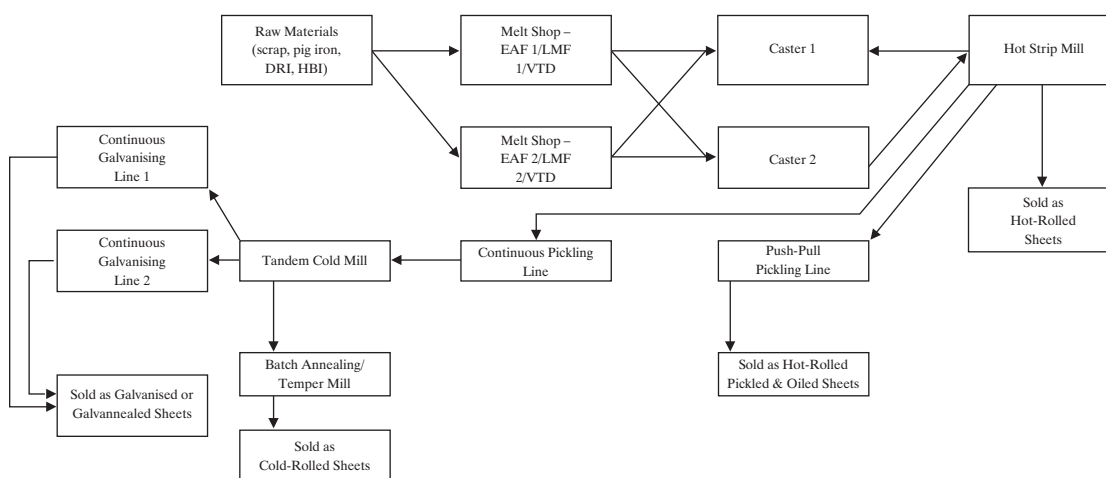 Raw Materials
(scrap, pig iron,
DRI, HBI)
Melt Shop –
EAF 1/LMF
1/VTD
Caster 1
Hot Strip Mill
Melt Shop –
EAF 2/LMF
2/VTD
Caster 2
Continuous
Galvanising
Line 1
Sold as
Hot-Rolled
Sheets
Continuous
Galvanising
Line 2
Tandem Cold Mill
Continuous Pickling
Line
Push-Pull
Pickling Line
Batch Annealing/
Temper Mill
Sold as Hot-Rolled
Pickled & Oiled Sheets
Sold as Galvanised or
Galvannealed Sheets
Sold as
Cold-Rolled Sheets